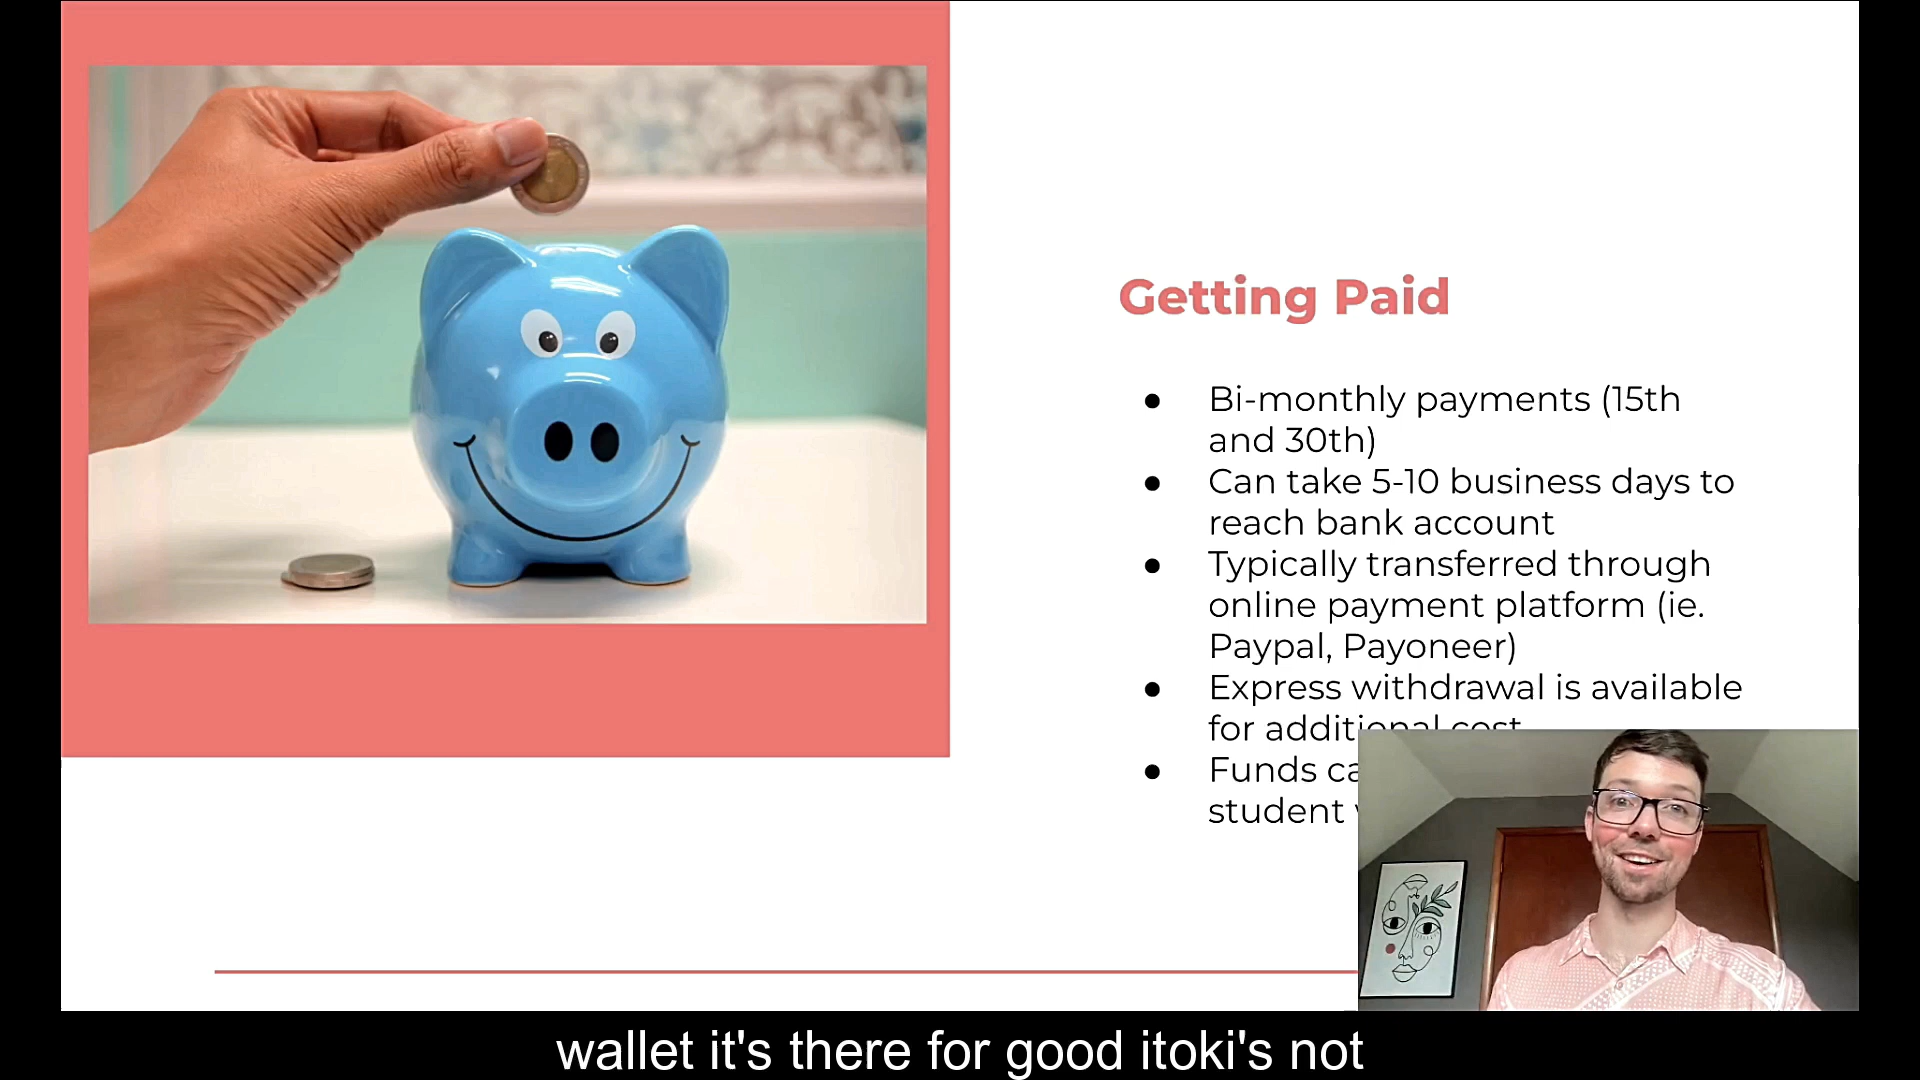 Getting Paid
● Bi-monthly payments (15th
and 30th)
● Can take 5-10 business days to
reach bank account
● Typically transferred through
online payment platform (ie.
Paypal, Payoneer)
● Express withdrawal is available
for additional cost
● Funds
student
wallet it's there for good itoki's not